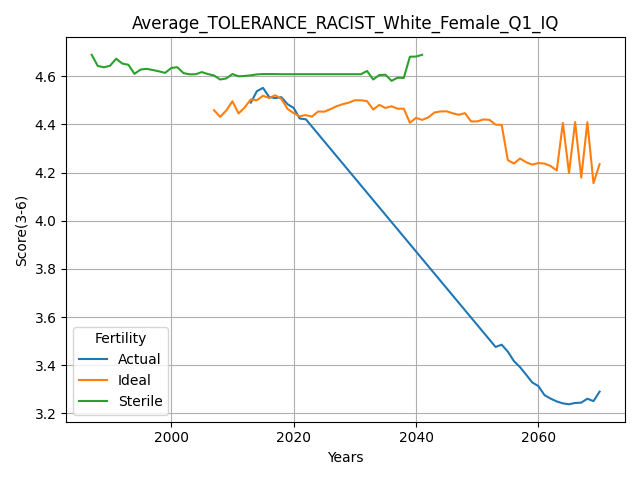 Average_TOLERANCE_RACIST_White_Female_Q1_IQ
Score(3-6)
4.6
4.4
4.2
4.0
3.8
3.6
3.4
3.2
Fertility
Actual
Ideal
Sterile
2000
2020
2040
2060
Years